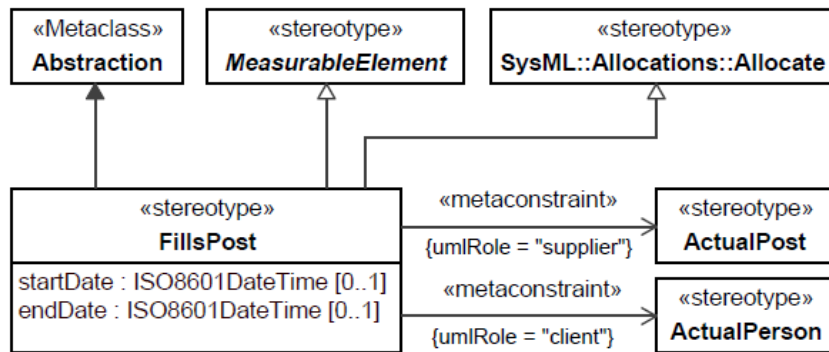 «Metaclass»
Abstraction
«stereotype»
MeasurableElement
«stereotype»
SysML::Allocations::Allocate
«stereotype»
FillsPost
startDate : ISO8601DateTime [0..1]
endDate : ISO8601DateTime [0..1]
«metaconstraint»
{umlRole = "supplier"}
«stereotype»
ActualPost
«metaconstraint»
{umlRole = "client"}
«stereotype»
ActualPerson